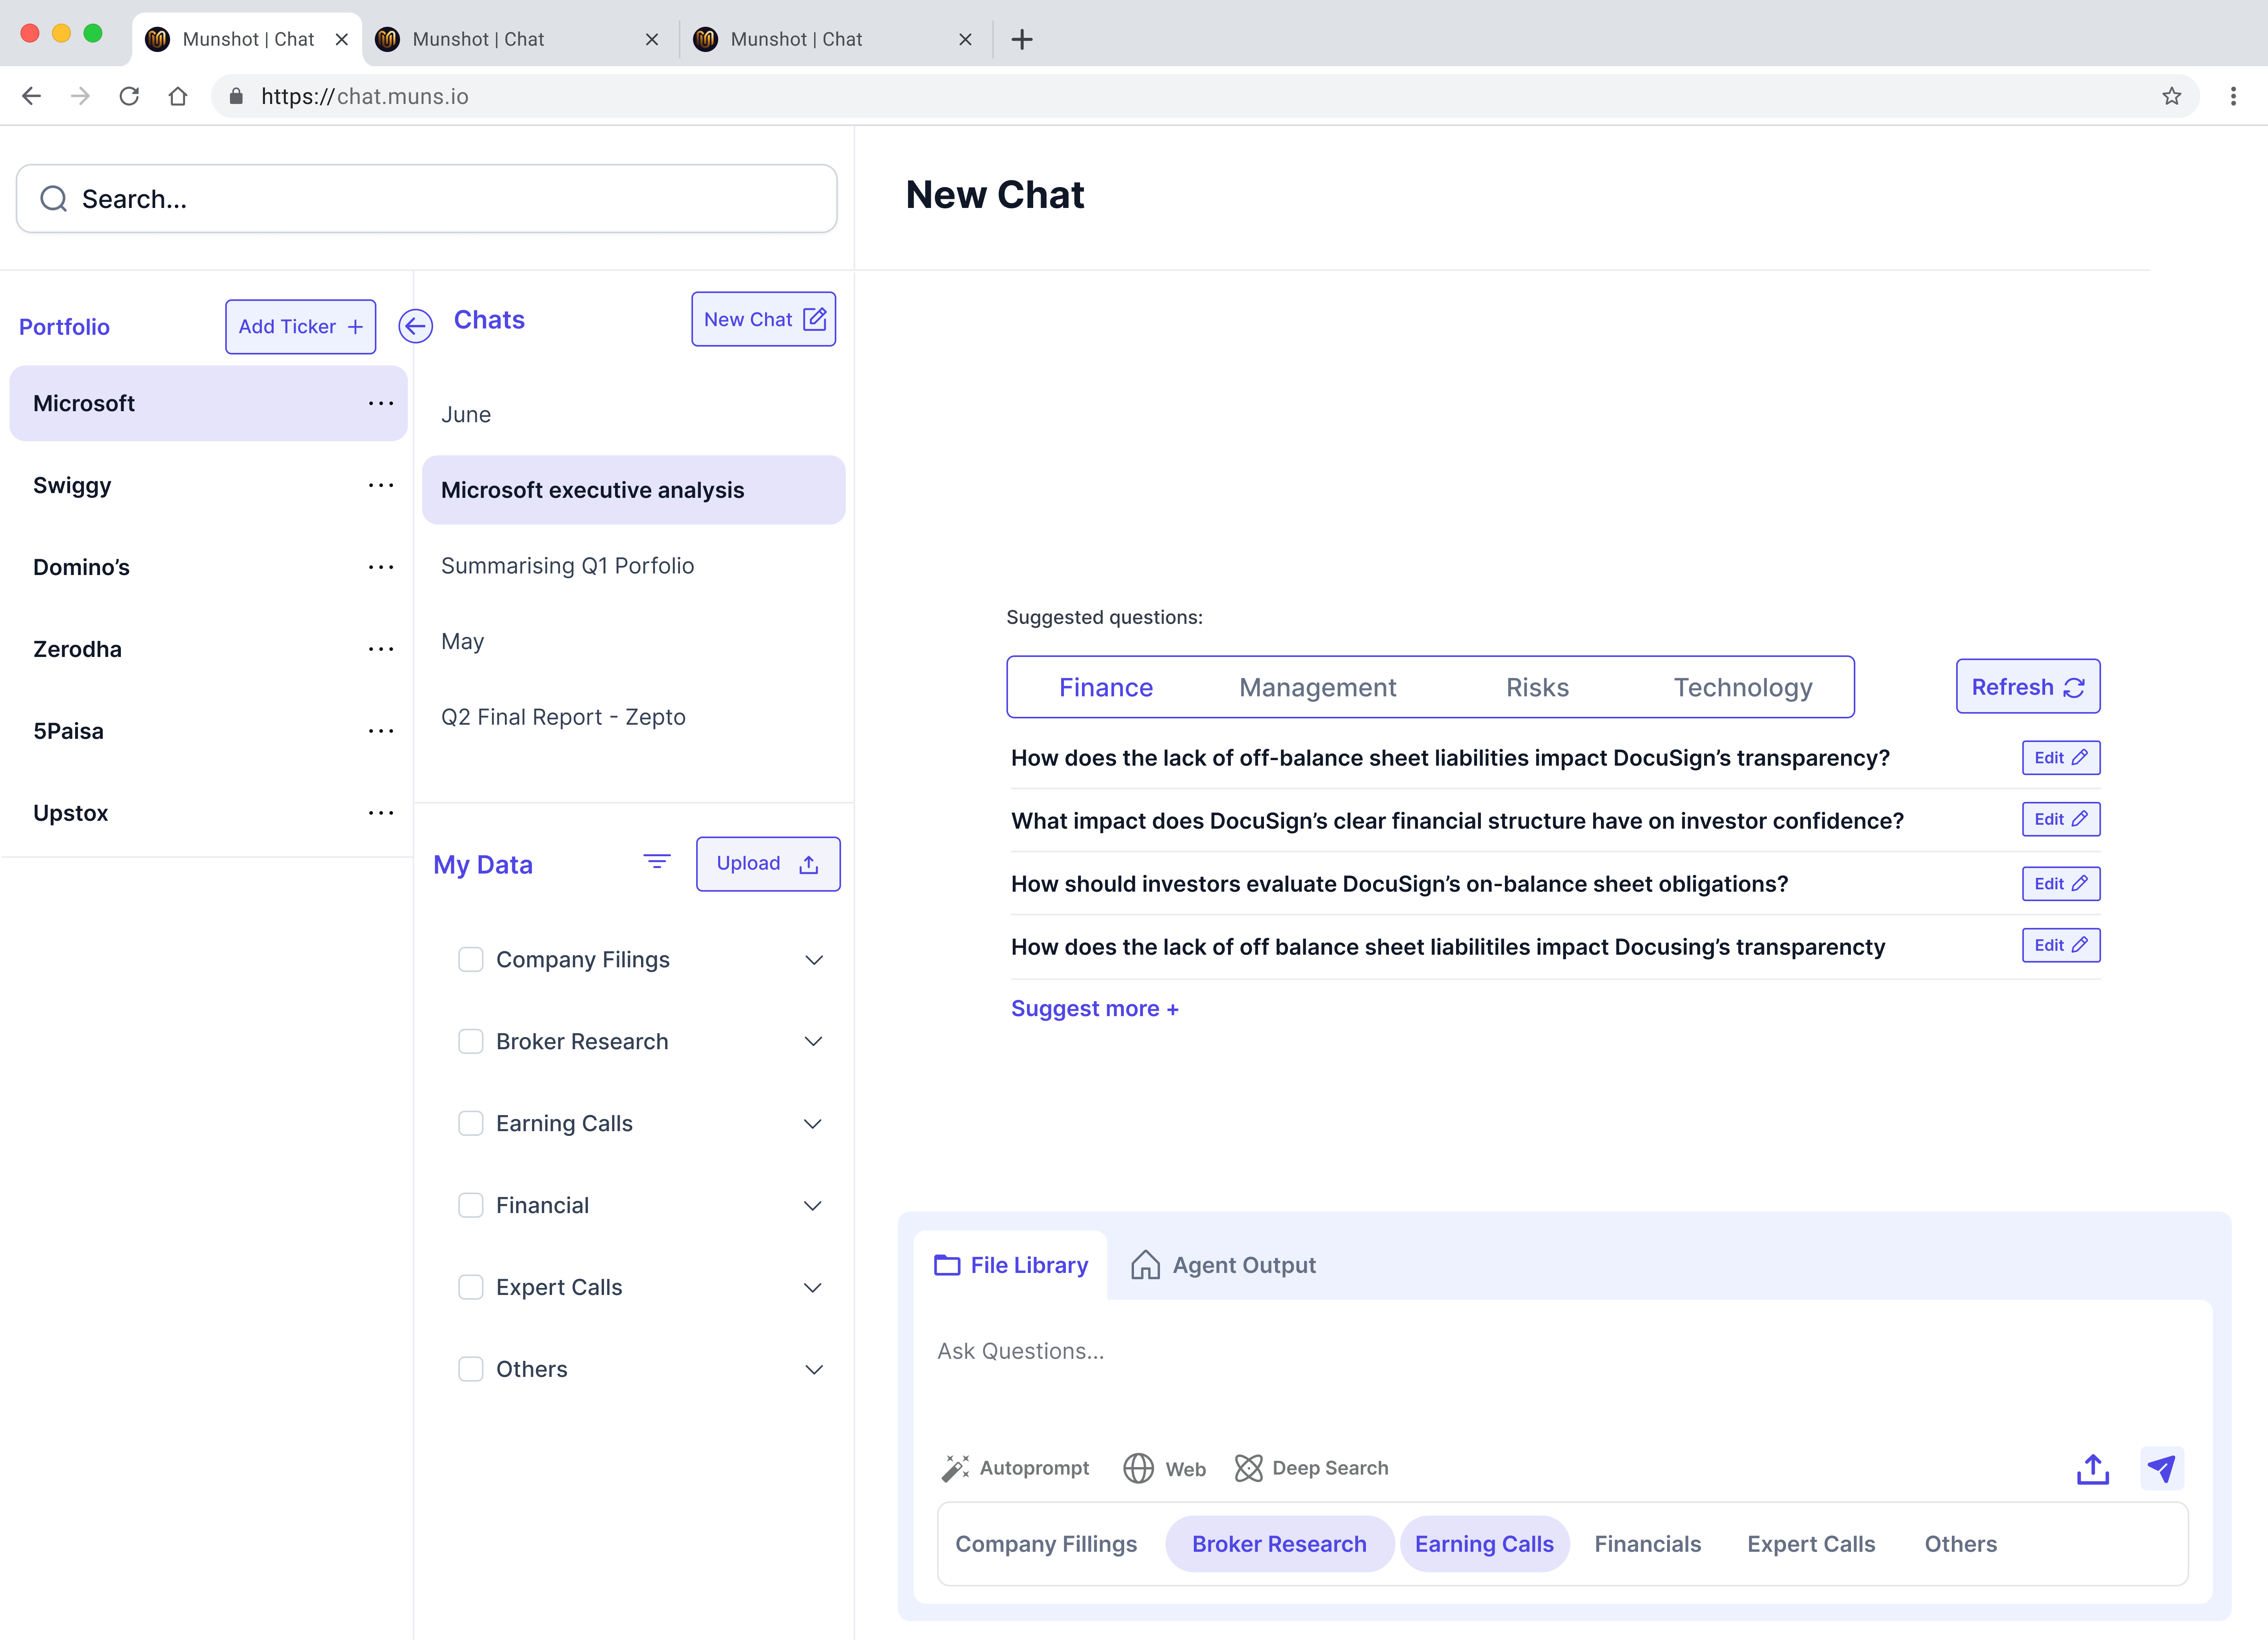 Munshot | Chat
Munshot | Chat
Munshot | Chat
https://chat.muns.io
Search...
New Chat
Portfolio
Add Ticker +
Microsoft
Swiggy
Domino’s
Zerodha
5Paisa
Upstox
Chats
New Chat
June
Microsoft executive analysis
Summarising Q1 Porfolio
May
Q2 Final Report - Zepto
My Data
Upload
Company Filings
Broker Research
Earning Calls
Financial
Expert Calls
Others
Suggested questions:
Finance Management Risks Technology
Refresh
How does the lack of off-balance sheet liabilities impact DocuSign’s transparency? Edit
What impact does DocuSign’s clear financial structure have on investor confidence? Edit
How should investors evaluate DocuSign’s on-balance sheet obligations? Edit
How does the lack of off balance sheet liabilitiles impact Docusing’s transparencty Edit
Suggest more +
File Library Agent Output
Ask Questions...
Autoprompt Web Deep Search
Company Fillings Broker Research Earning Calls Financials Expert Calls Others